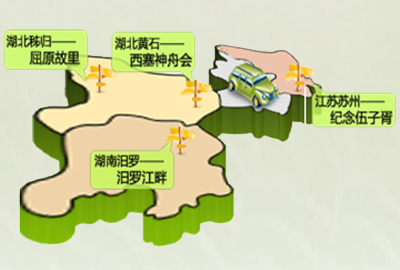 湖北秭归——
屈原故里
湖北黄石——
西塞神舟会
江苏苏州——
纪念伍子胥
湖南汨罗——
汨罗江畔